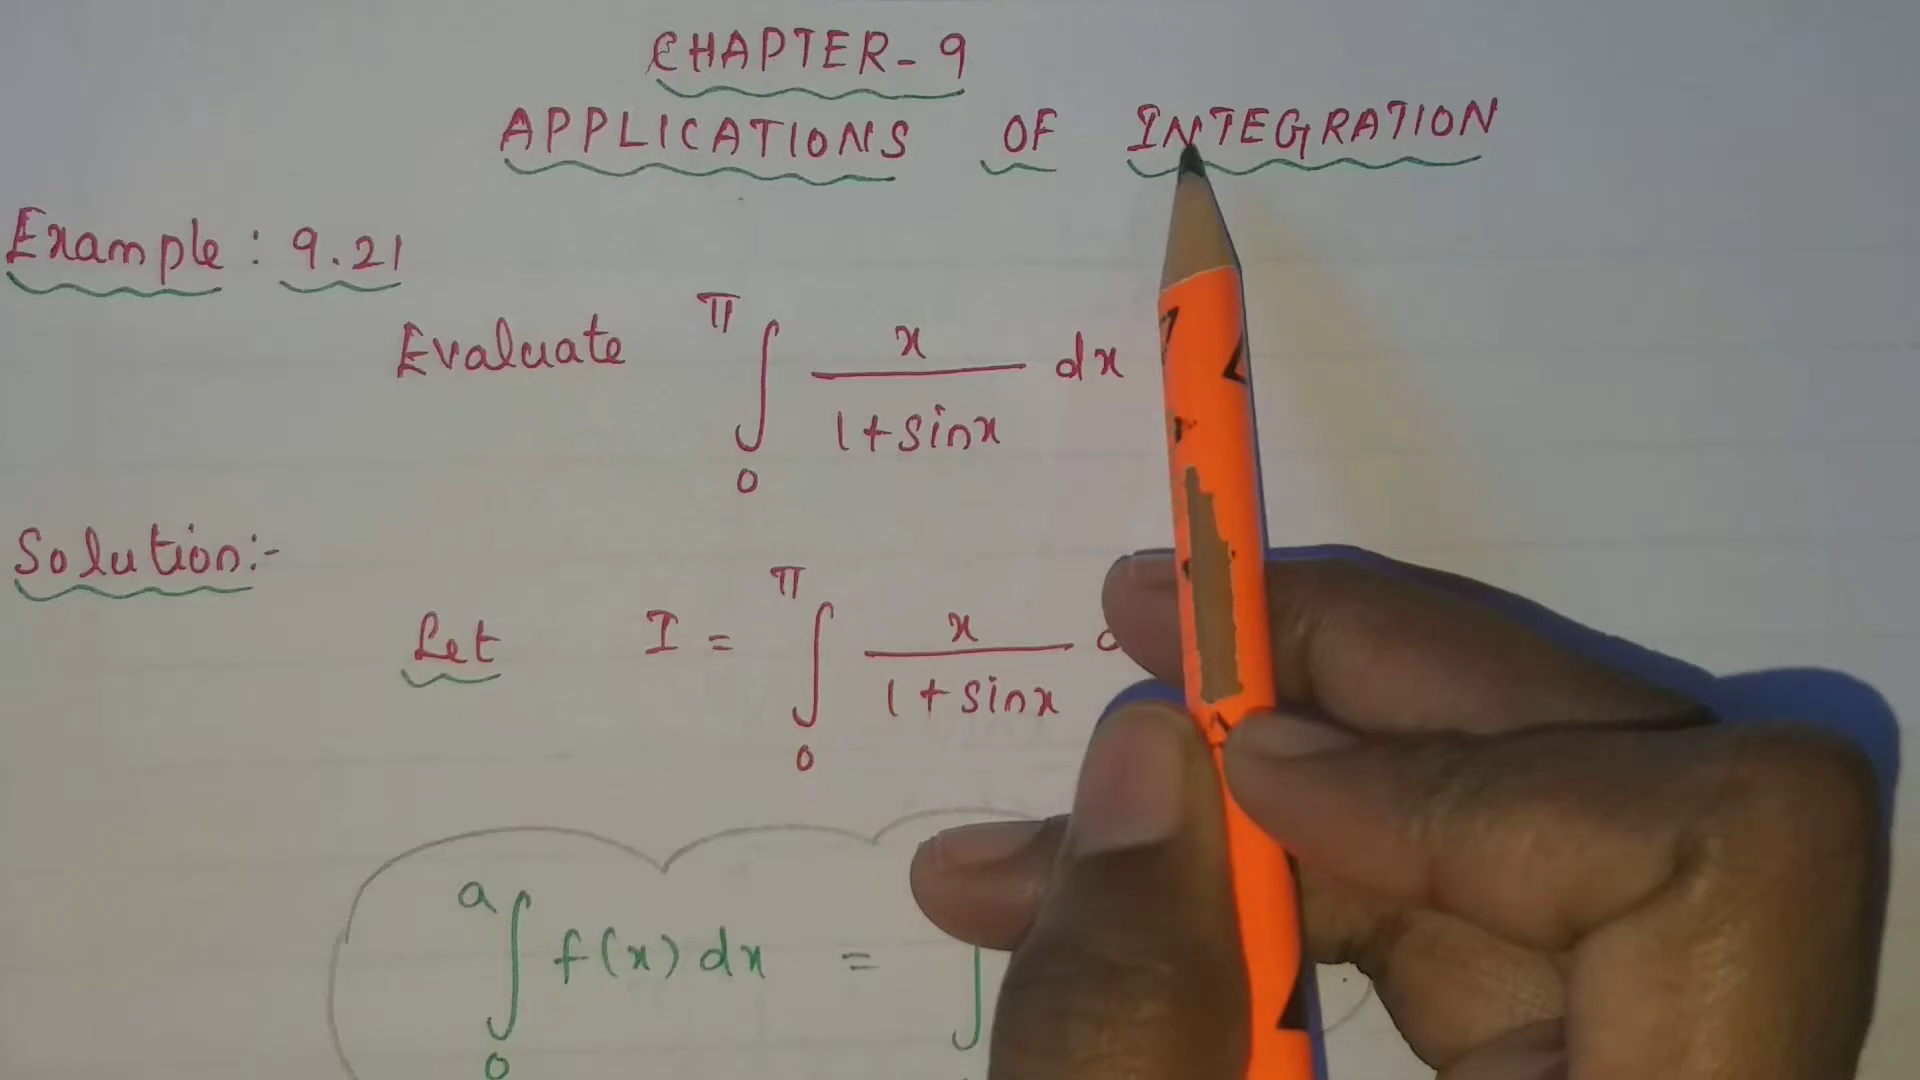 CHAPTER-9
APPLICATIONS OF INTEGRATION
Example: 9.21
Evaluate ∫₀^π x/(1+sinx) dx
Solution:-
Let I = ∫₀^π x/(1+sinx)
∫₀^a f(x) dx = ∫